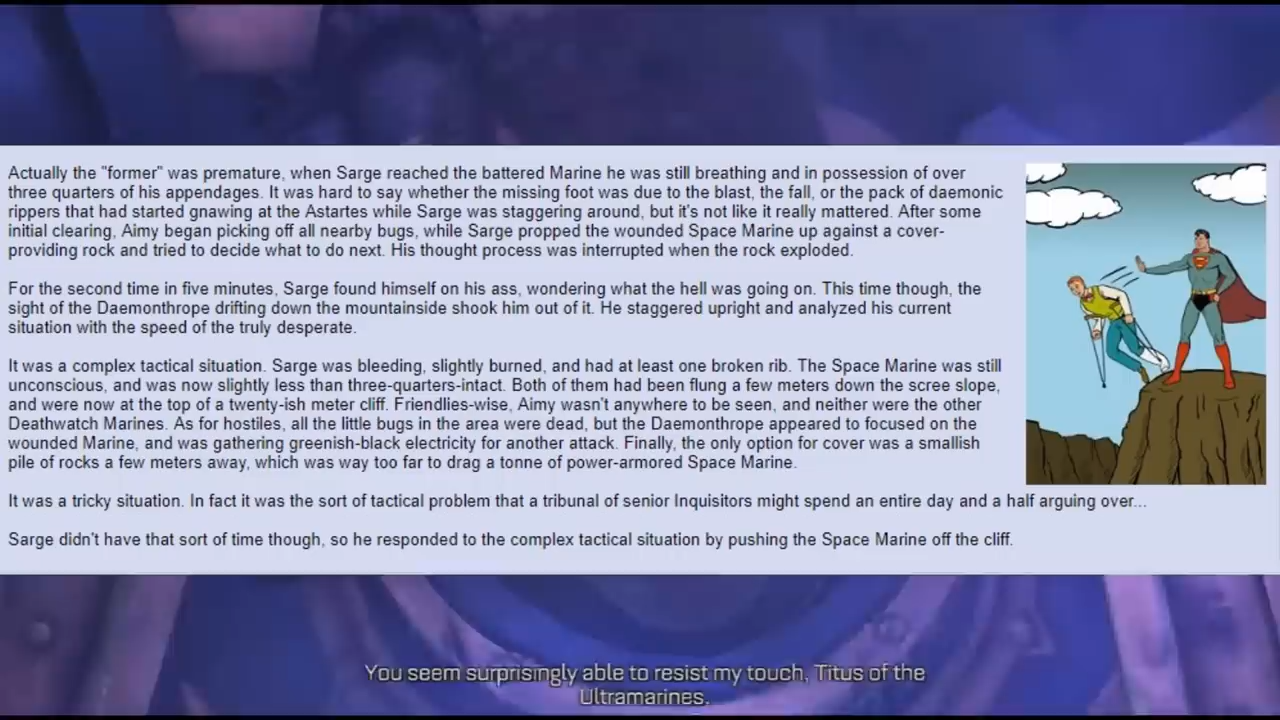 Actually the "former" was premature, when Sarge reached the battered Marine he was still breathing and in possession of over
three quarters of his appendages. It was hard to say whether the missing foot was due to the blast, the fall, or the pack of daemonic
rippers that had started gnawing at the Astartes while Sarge was staggering around, but it's not like it really mattered. After some
initial clearing, Aimy began picking off all nearby bugs, while Sarge propped the wounded Space Marine up against a cover-
providing rock and tried to decide what to do next. His thought process was interrupted when the rock exploded.
For the second time in five minutes, Sarge found himself on his ass, wondering what the hell was going on. This time though, the
sight of the Daemonthrope drifting down the mountainside shook him out of it. He staggered upright and analyzed his current
situation with the speed of the truly desperate.
It was a complex tactical situation. Sarge was bleeding, slightly burned, and had at least one broken rib. The Space Marine was still
unconscious, and was now slightly less than three-quarters-intact. Both of them had been flung a few meters down the scree slope,
and were now at the top of a twenty-ish meter cliff. Friendlies-wise, Aimy wasn't anywhere to be seen, and neither were the other
Deathwatch Marines. As for hostiles, all the little bugs in the area were dead, but the Daemonthrope appeared to focused on the
wounded Marine, and was gathering greenish-black electricity for another attack. Finally, the only option for cover was a smallish
pile of rocks a few meters away, which was way too far to drag a tonne of power-armored Space Marine.
It was a tricky situation. In fact it was the sort of tactical problem that a tribunal of senior Inquisitors might spend an entire day and a half arguing over...
Sarge didn't have that sort of time though, so he responded to the complex tactical situation by pushing the Space Marine off the cliff.
You seem surprisingly able to resist my touch, Titus of the
Ultramarines.